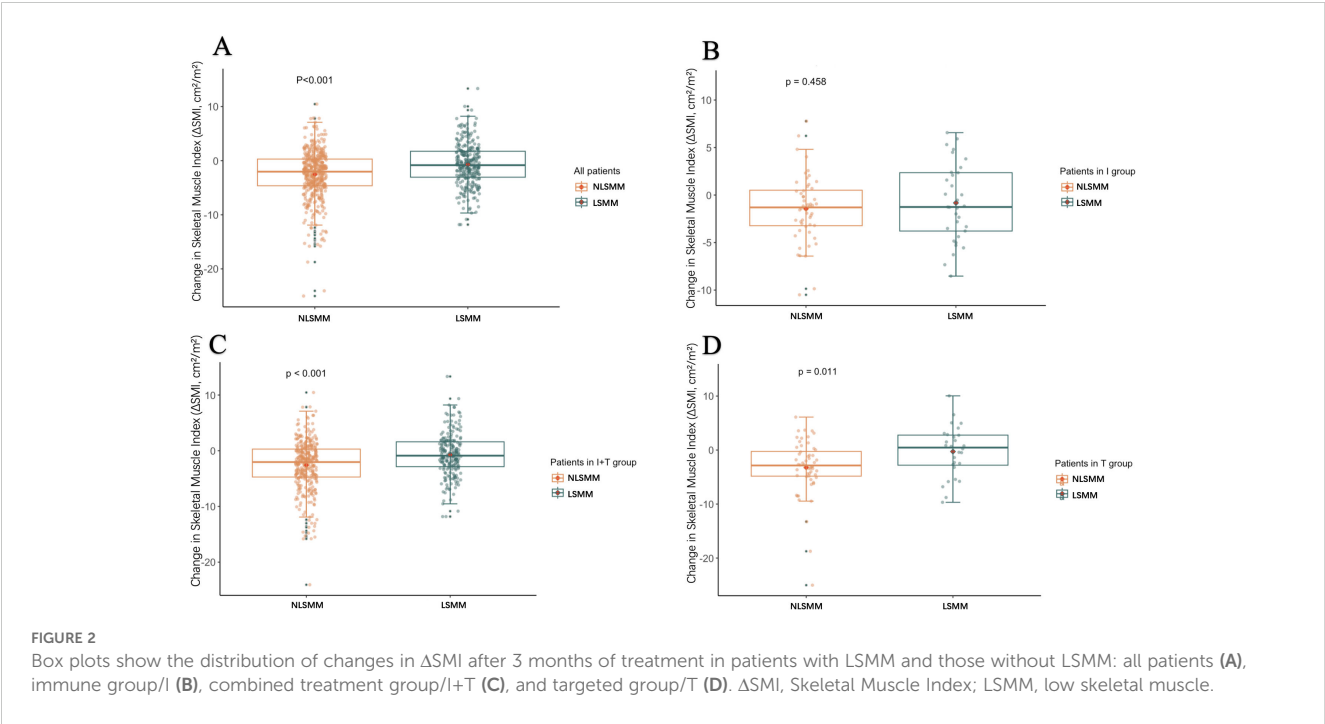 A
P<0.001
Change in Skeletal Muscle Index (ΔSMI, cm²/m²)
10
0
-10
-20
NLSMM
LSMM
All patients
NLSMM
LSMM
B
p = 0.458
Change in Skeletal Muscle Index (ΔSMI, cm²/m²)
10
5
0
-5
-10
NLSMM
LSMM
Patients in I group
NLSMM
LSMM
C
p < 0.001
Change in Skeletal Muscle Index (ΔSMI, cm²/m²)
10
0
-10
-20
NLSMM
LSMM
Patients in I+T group
NLSMM
LSMM
D
p = 0.011
Change in Skeletal Muscle Index (ΔSMI, cm²/m²)
10
0
-10
-20
NLSMM
LSMM
Patients in T group
NLSMM
LSMM
FIGURE 2
Box plots show the distribution of changes in ΔSMI after 3 months of treatment in patients with LSMM and those without LSMM: all patients (A),
immune group/I (B), combined treatment group/I+T (C), and targeted group/T (D). ΔSMI, Skeletal Muscle Index; LSMM, low skeletal muscle.